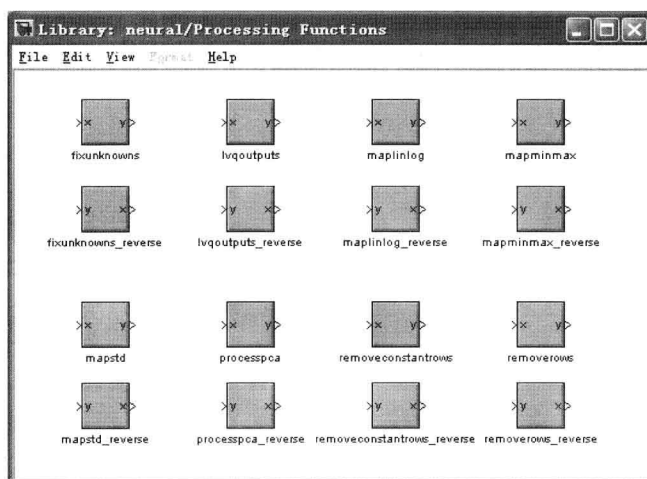 Library: neural/Processing Functions
File Edit View Format Help
x y x y x y x y
fixunknowns lvqoutputs maplinlog mapminmax
y x y x y x y x
fixunknowns_reverse lvqoutputs_reverse maplinlog_reverse mapminmax_reverse
x y x y x y x y
mapstd processpca removeconstantrows removerows
y x y x y x y x
mapstd_reverse processpca_reverse removeconstantrows_reverse removerows_reverse